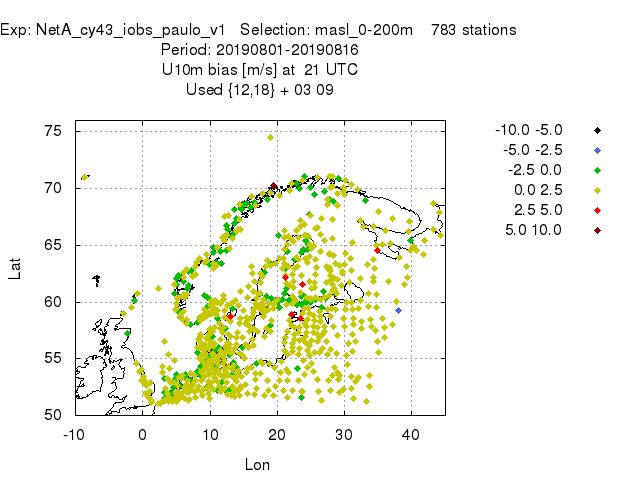 Exp: NetA_cy43_iobs_paulo_v1 Selection: masl_0-200m 783 stations
Period: 20190801-20190816
U10m bias [m/s] at 21 UTC
Used {12,18} + 03 09
75
70
65
60
55
50
Lat
-10 0 10 20 30 40
Lon
-10.0 -5.0
-5.0 -2.5
-2.5 0.0
0.0 2.5
2.5 5.0
5.0 10.0